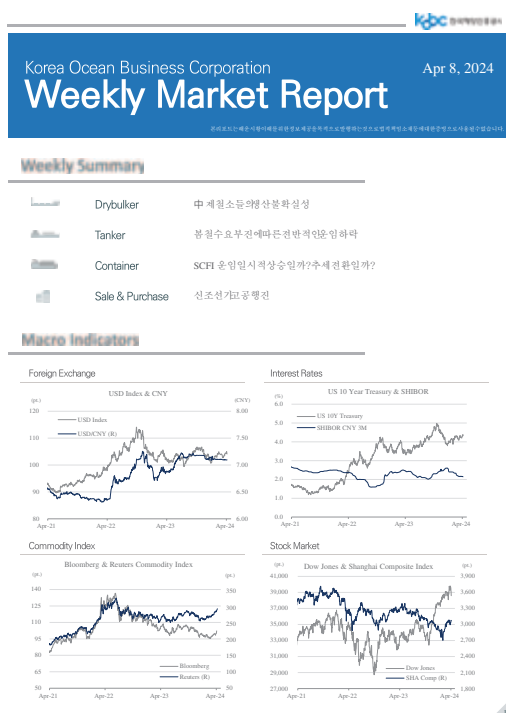 kobc
Korea Ocean Business Corporation
Apr 8, 2024
Weekly Market Report
Weekly Summary
Drybulker 中 제철소들의 생산 불확실성
Tanker 봄철 수요 부진에 따른 전반적인 운임 하락
Container SCFI 운임 일시적 상승일까? 추세 전환일까?
Sale & Purchase 신조선가 고공행진
Macro Indicators
Foreign Exchange
USD Index & CNY
(pt.) (CNY)
120 8.00
USD Index
USD/CNY (R)
110 7.50
100 7.00
90 6.50
80 6.00
Apr-21 Apr-22 Apr-23 Apr-24
Interest Rates
US 10 Year Treasury & SHIBOR
(%)
6.0
US 10Y Treasury
5.0
SHIBOR CNY 3M
4.0
3.0
2.0
1.0
0.0
Apr-21 Apr-22 Apr-23 Apr-24
Commodity Index
Bloomberg & Reuters Commodity Index
(pt.) (pt.)
140 350
125 300
110 250
95 200
80 150
65 100
50 50
Bloomberg
Reuters (R)
Apr-21 Apr-22 Apr-23 Apr-24
Stock Market
Dow Jones & Shanghai Composite Index
(pt.) (pt.)
41,000 3,900
39,000 3,600
37,000 3,300
35,000 3,000
33,000 2,700
31,000 2,400
29,000 2,100
27,000 1,800
Dow Jones
SHA Comp (R)
Apr-21 Apr-22 Apr-23 Apr-24